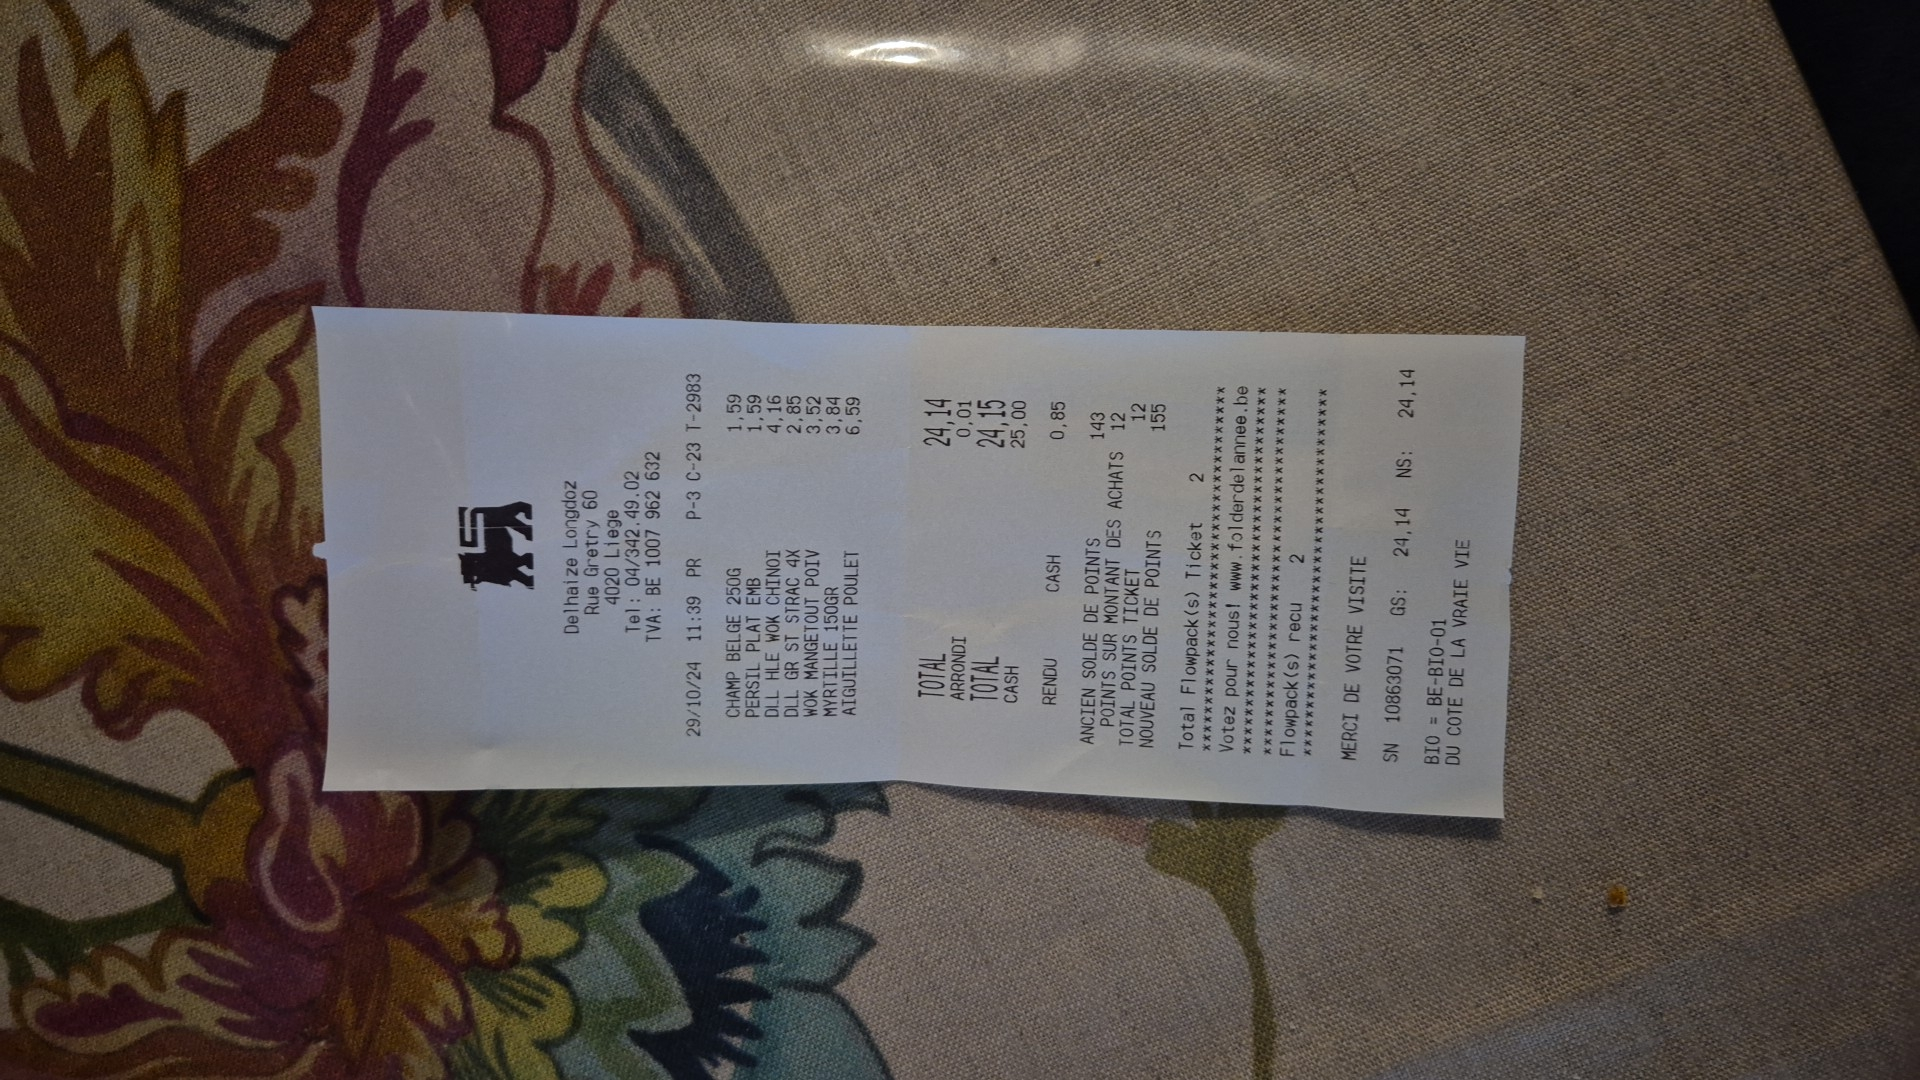 Delhaize Longdoz
Rue Gretry 60
4020 Liege
Tel: 04/342.49.02
TVA: BE 1007 962 632
29/10/24 11:39 PR P-3 C-23 T-2983
CHAMP BELGE 250G 1,59
PERSIL PLAT EMB 1,59
DLL HLE WOK CHINOI 4,16
DLL GR ST STRAC 4X 2,85
WOK MANGETOUT POIV 3,52
MYRTILLE 150GR 3,84
AIGUILLETTE POULET 6,59
TOTAL 24,14
ARRONDI 0,01
TOTAL 24,15
CASH 25,00
RENDU CASH 0,85
ANCIEN SOLDE DE POINTS 143
POINTS SUR MONTANT DES ACHATS 12
TOTAL POINTS TICKET 12
NOUVEAU SOLDE DE POINTS 155
Total Flowpack(s) Ticket 2
****************************************
Votez pour nous! www.folderdelannee.be
****************************************
****************************************
Flowpack(s) recu 2
****************************************
MERCI DE VOTRE VISITE
SN 10863071 GS: 24,14 NS: 24,14
BIO = BE-BIO-01
DU COTE DE LA VRAIE VIE